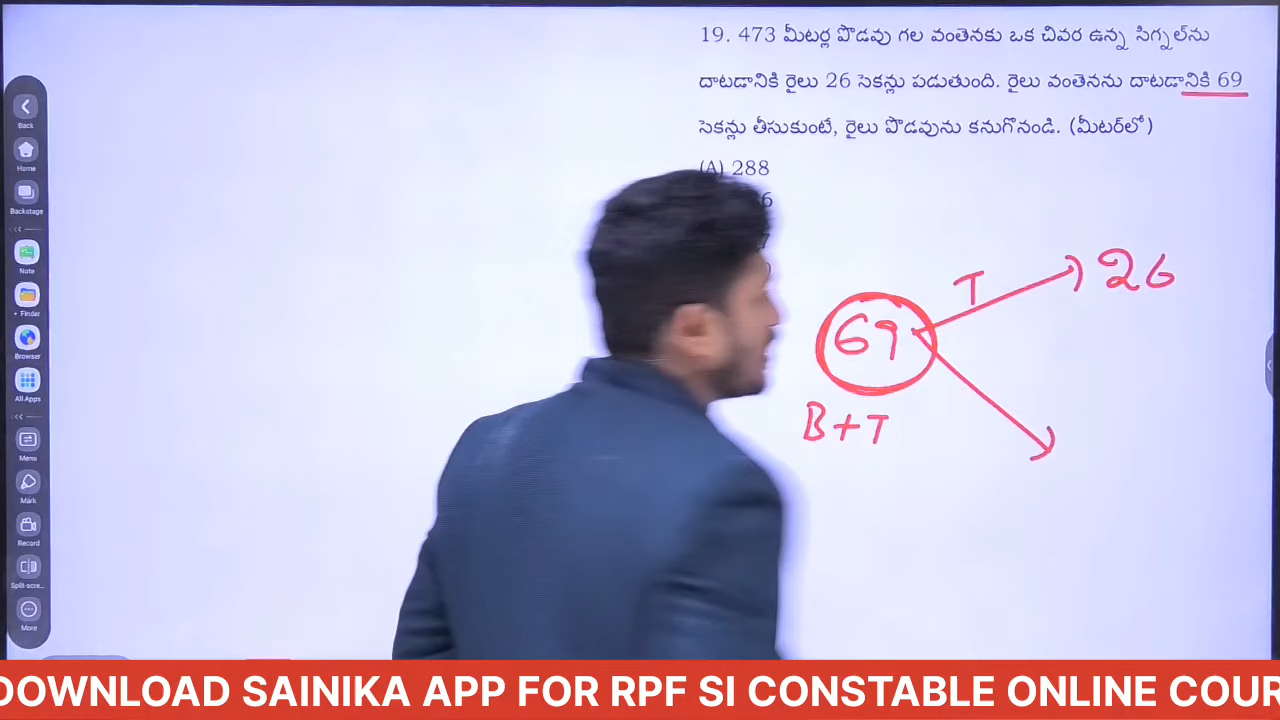 19. 473 మీటర్ల పొడవు గల వంతెనకు ఒక చివర ఉన్న సిగ్నల్‌ను
దాటడానికి రైలు 26 సెకన్లు పడుతుంది. రైలు వంతెనను దాటడానికి 69
సెకన్లు తీసుకుంటే, రైలు పొడవును కనుగొనండి. (మీటర్‌లో)
(A) 288
T 26
69
B+T
Back
Home
Backstage
Note
Finder
Browser
All Apps
Menu
Mark
Record
Split-scre...
More
DOWNLOAD SAINIKA APP FOR RPF SI CONSTABLE ONLINE COUR